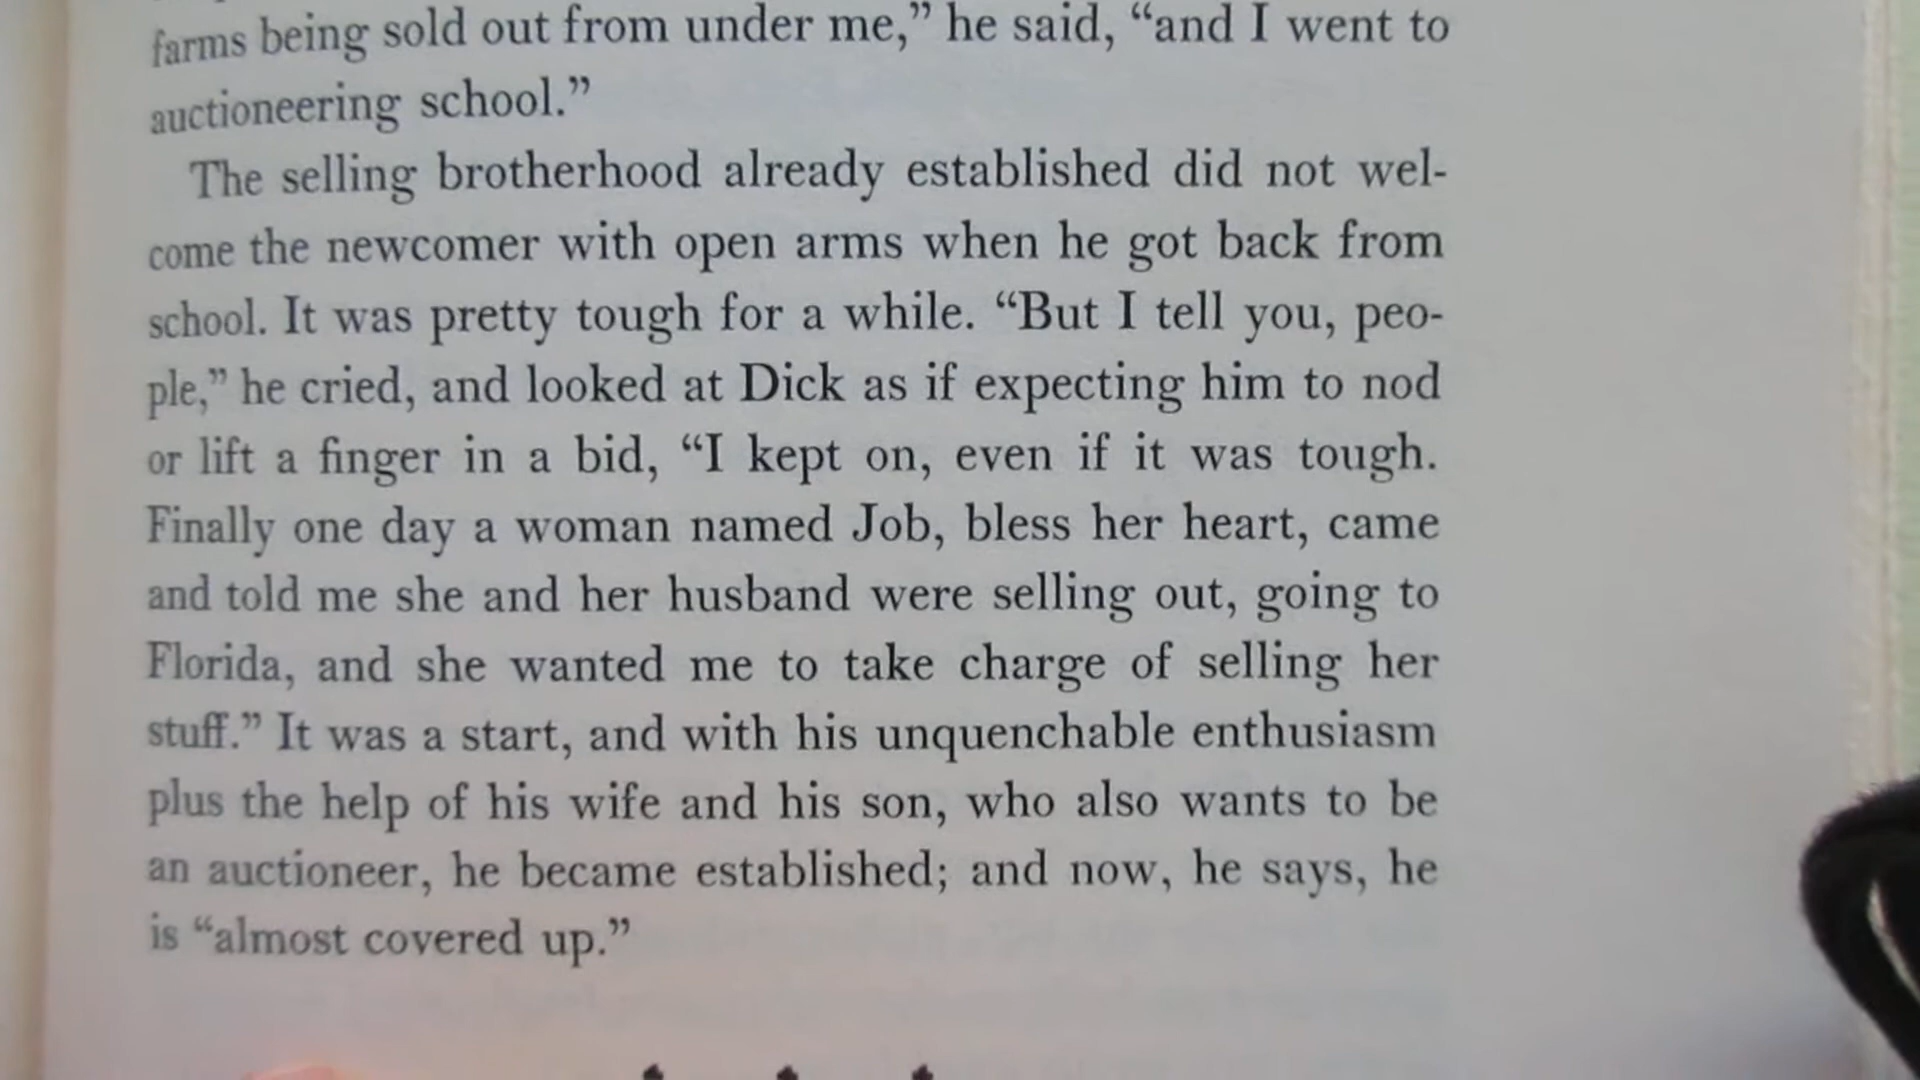 farms being sold out from under me,” he said, “and I went to
auctioneering school.”
The selling brotherhood already established did not wel-
come the newcomer with open arms when he got back from
school. It was pretty tough for a while. “But I tell you, peo-
ple,” he cried, and looked at Dick as if expecting him to nod
or lift a finger in a bid, “I kept on, even if it was tough.
Finally one day a woman named Job, bless her heart, came
and told me she and her husband were selling out, going to
Florida, and she wanted me to take charge of selling her
stuff.” It was a start, and with his unquenchable enthusiasm
plus the help of his wife and his son, who also wants to be
an auctioneer, he became established; and now, he says, he
is “almost covered up.”